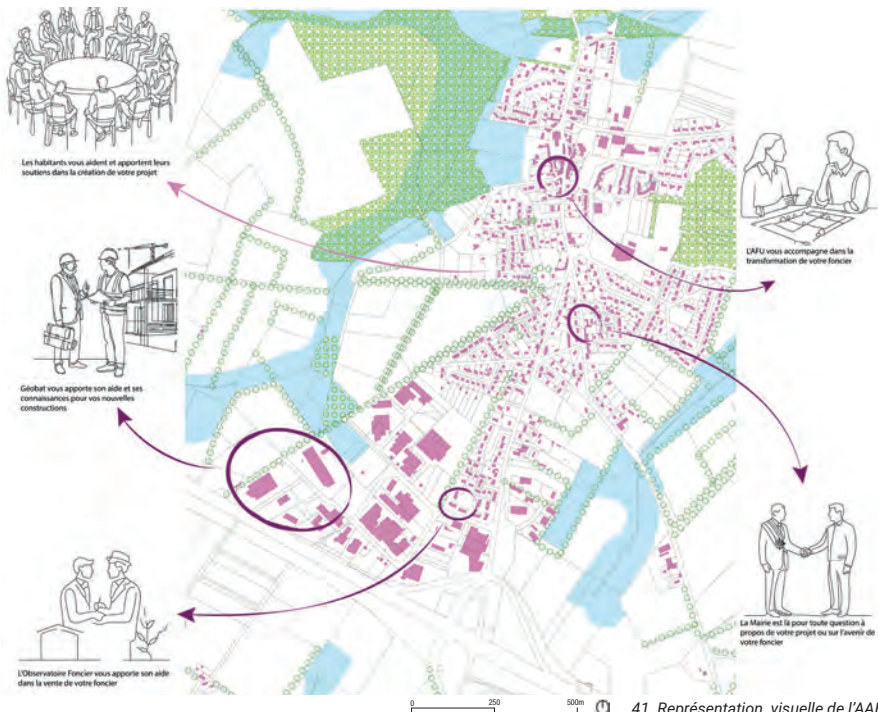 Les habitants vous aident et apportent leurs
soutiens dans la création de votre projet
L'AFU vous accompagne dans la
transformation de votre foncier
Géobat vous apporte son aide et ses
connaissances pour vos nouvelles
constructions
La Mairie est là pour toute question à
propos de votre projet ou sur l'avenir de
votre foncier
L'Observatoire Foncier vous apporte son aide
dans la vente de votre foncier
0 250 500m
41. Représentation visuelle de l'AAI